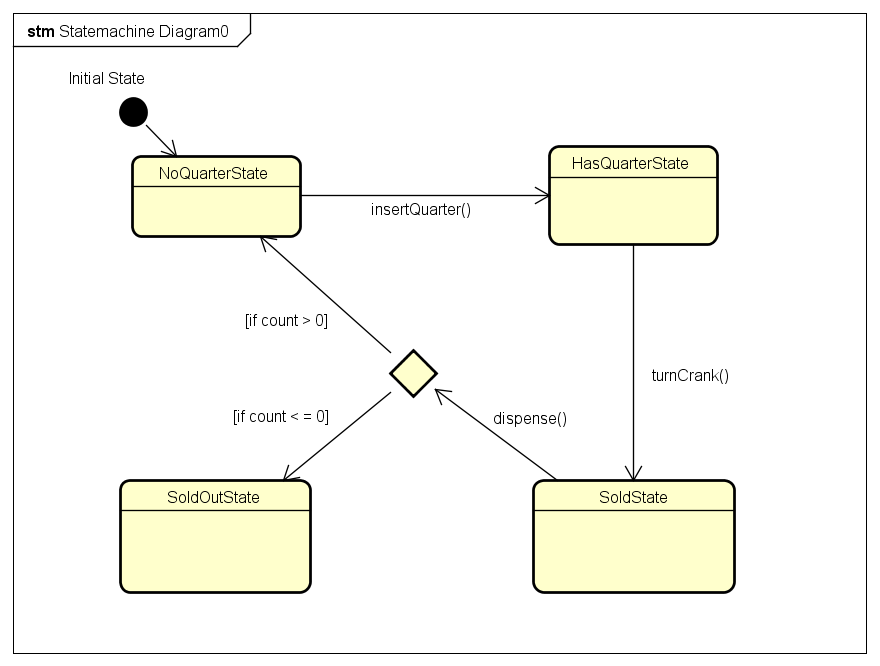 stm Statemachine Diagram0
Initial State
NoQuarterState
HasQuarterState
insertQuarter()
[if count > 0]
turnCrank()
[if count < = 0]
dispense()
SoldOutState
SoldState